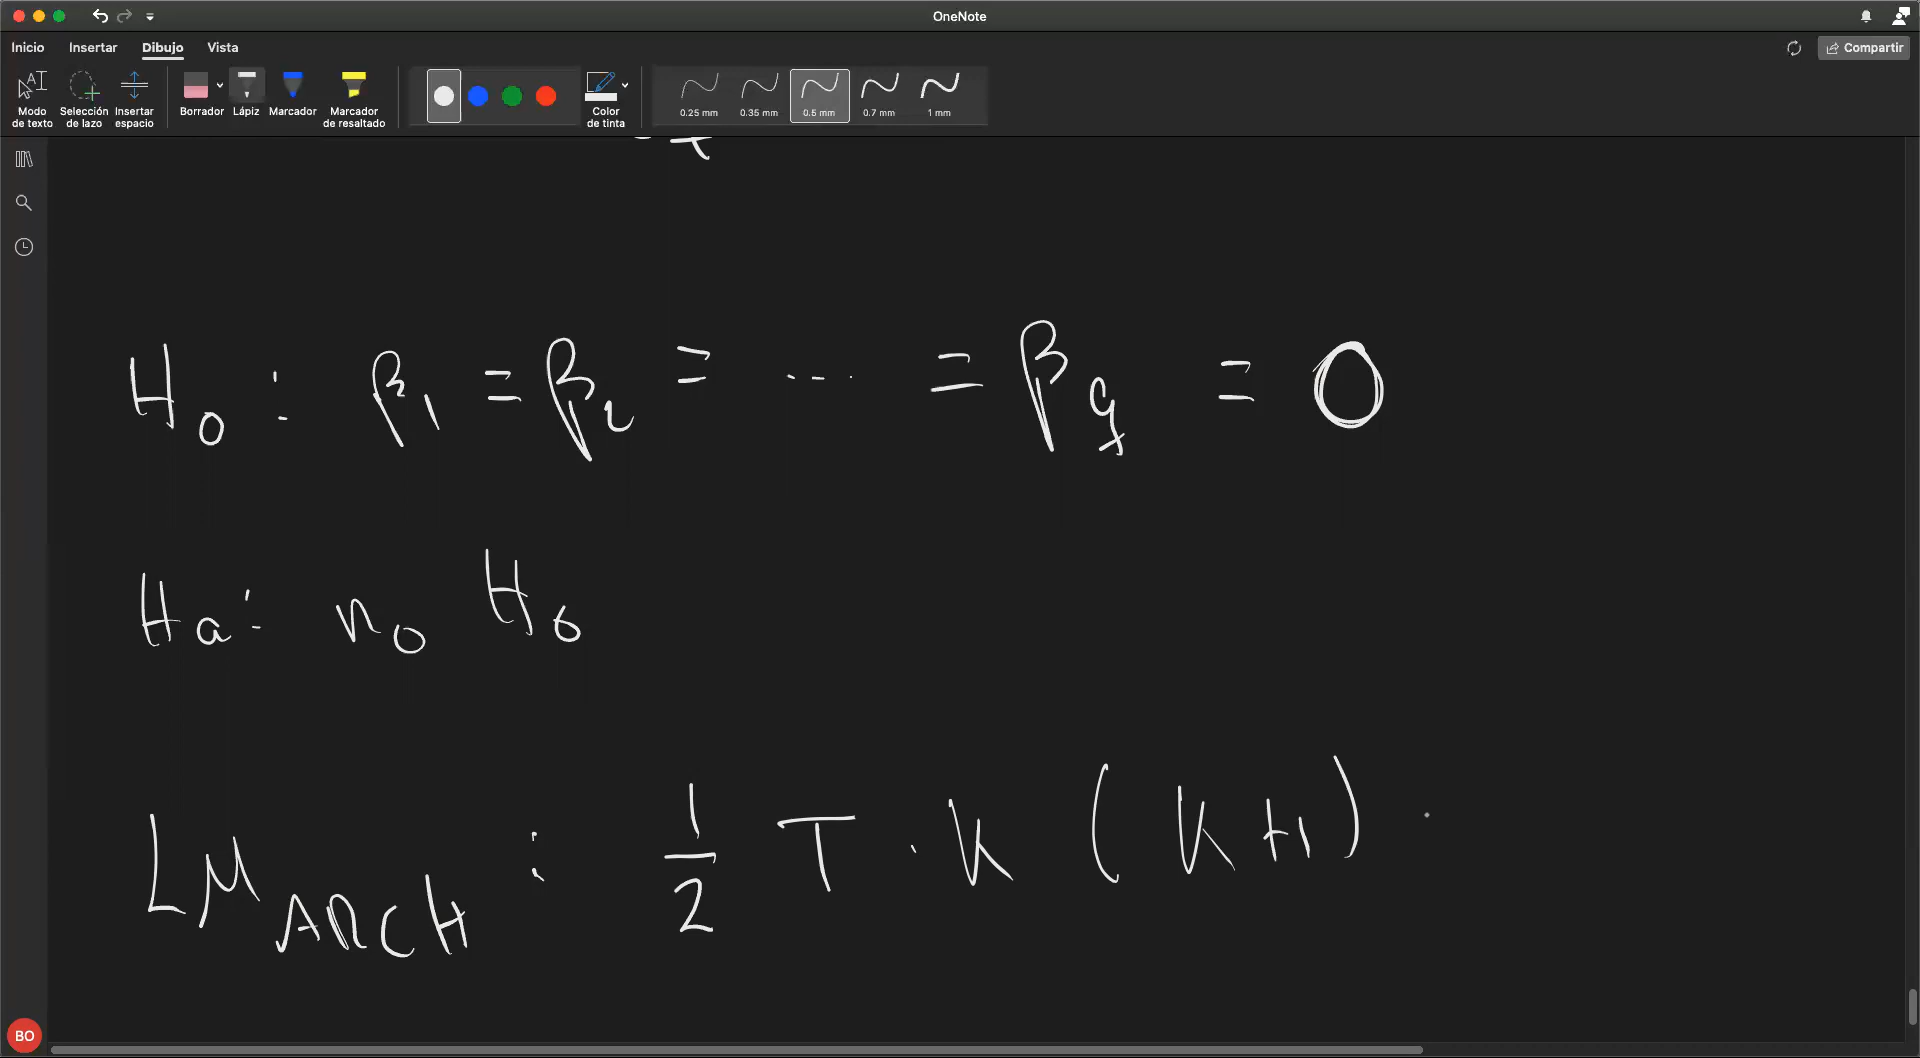 OneNote
Inicio Insertar Dibujo Vista Compartir
Modo de texto Selección de lazo Insertar espacio Borrador Lápiz Marcador Marcador de resaltado Color de tinta 0.25 mm 0.35 mm 0.5 mm 0.7 mm 1 mm
H₀ : β₁ = β₂ = ... = β_q = 0
Ha: no H₀
LM_ARCH : 1/2 T · K (K+1) ·
BO